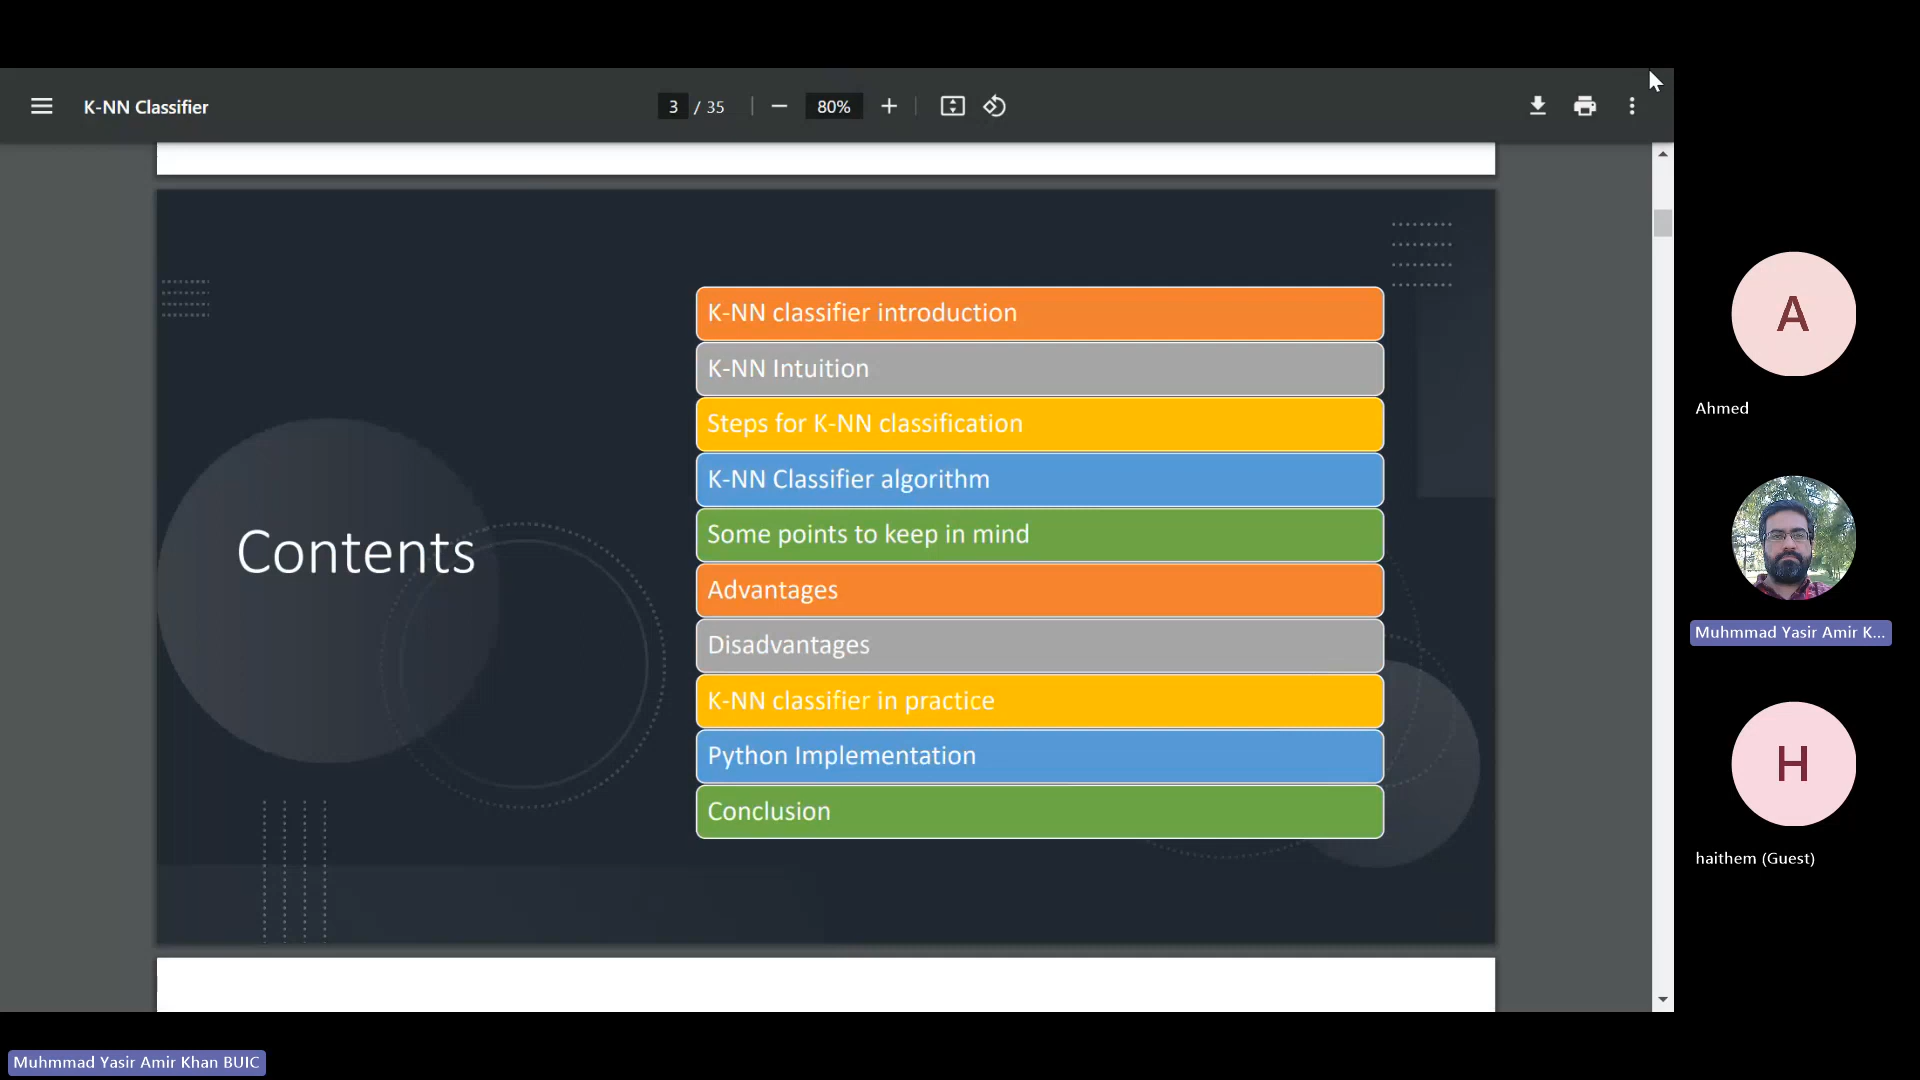 K-NN Classifier
3 / 35
80%
Contents
K-NN classifier introduction
K-NN Intuition
Steps for K-NN classification
K-NN Classifier algorithm
Some points to keep in mind
Advantages
Disadvantages
K-NN classifier in practice
Python Implementation
Conclusion
A
Ahmed
Muhmmad Yasir Amir K...
H
haithem (Guest)
Muhmmad Yasir Amir Khan BUIC